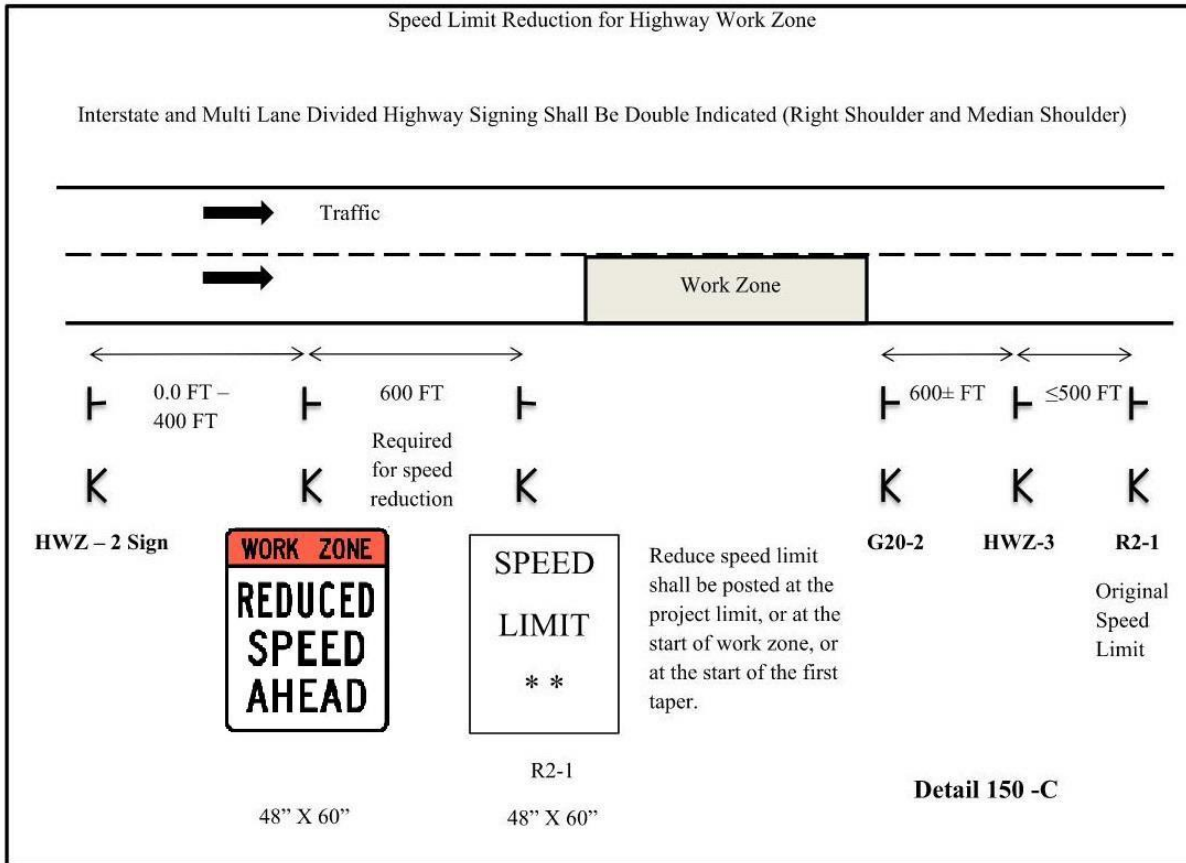 Speed Limit Reduction for Highway Work Zone
Interstate and Multi Lane Divided Highway Signing Shall Be Double Indicated (Right Shoulder and Median Shoulder)
Traffic
Work Zone
0.0 FT –
400 FT
600 FT
Required
for speed
reduction
600± FT
≤500 FT
HWZ – 2 Sign
WORK ZONE
REDUCED
SPEED
AHEAD
48” X 60”
SPEED
LIMIT
* *
R2-1
48” X 60”
Reduce speed limit
shall be posted at the
project limit, or at the
start of work zone, or
at the start of the first
taper.
G20-2
HWZ-3
R2-1
Original
Speed
Limit
Detail 150 -C